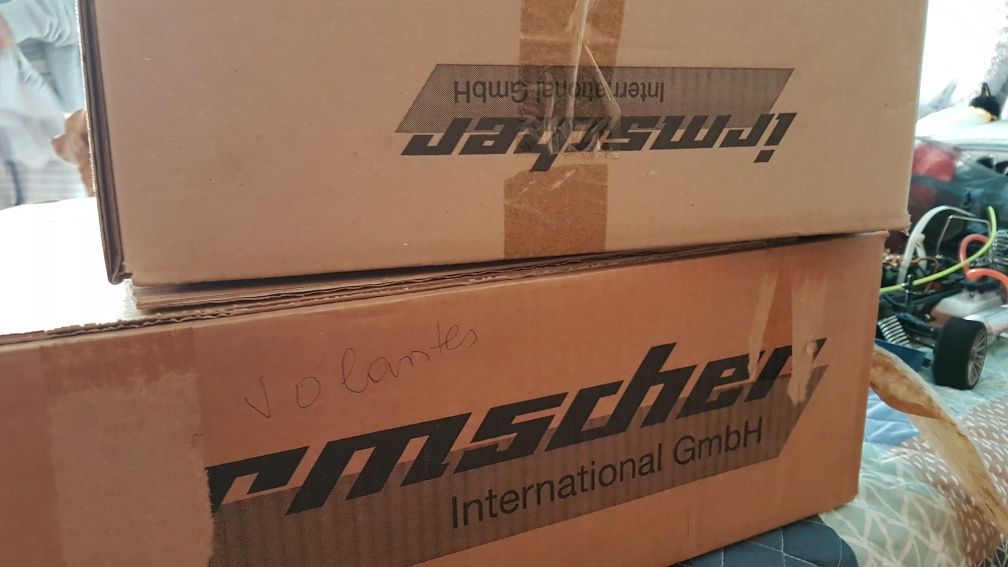 International GmbH
irmscher
volantes
rmscher
International GmbH